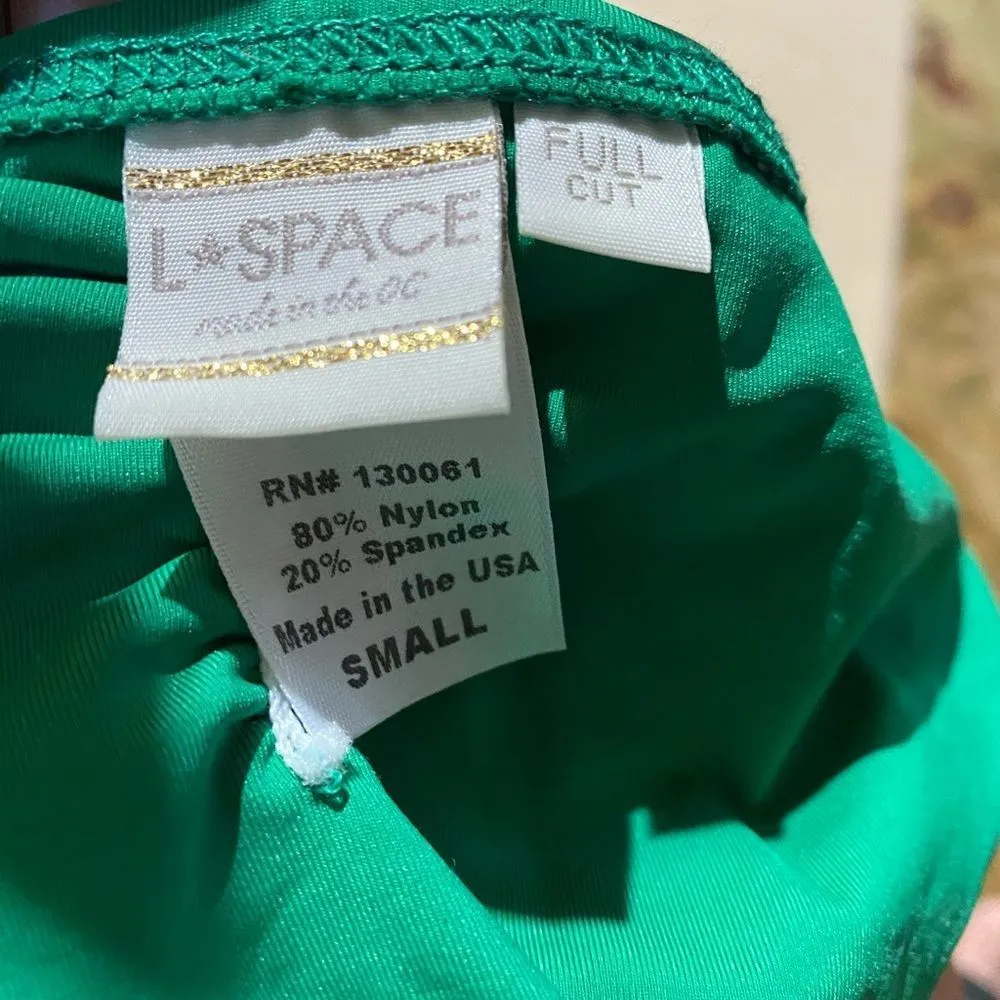 L*SPACE
made in the OC
FULL
CUT
RN# 130061
80% Nylon
20% Spandex
Made in the USA
SMALL